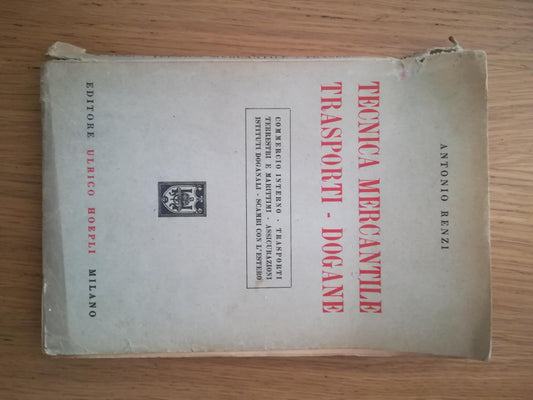 ANTONIO RENZI
TECNICA MERCANTILE
TRASPORTI - DOGANE
COMMERCIO INTERNO - TRASPORTI
TERRESTRI E MARITTIMI - ASSICURAZIONI
ISTITUTI DOGANALI - SCAMBI CON L'ESTERO
EDITORE ULRICO HOEPLI MILANO